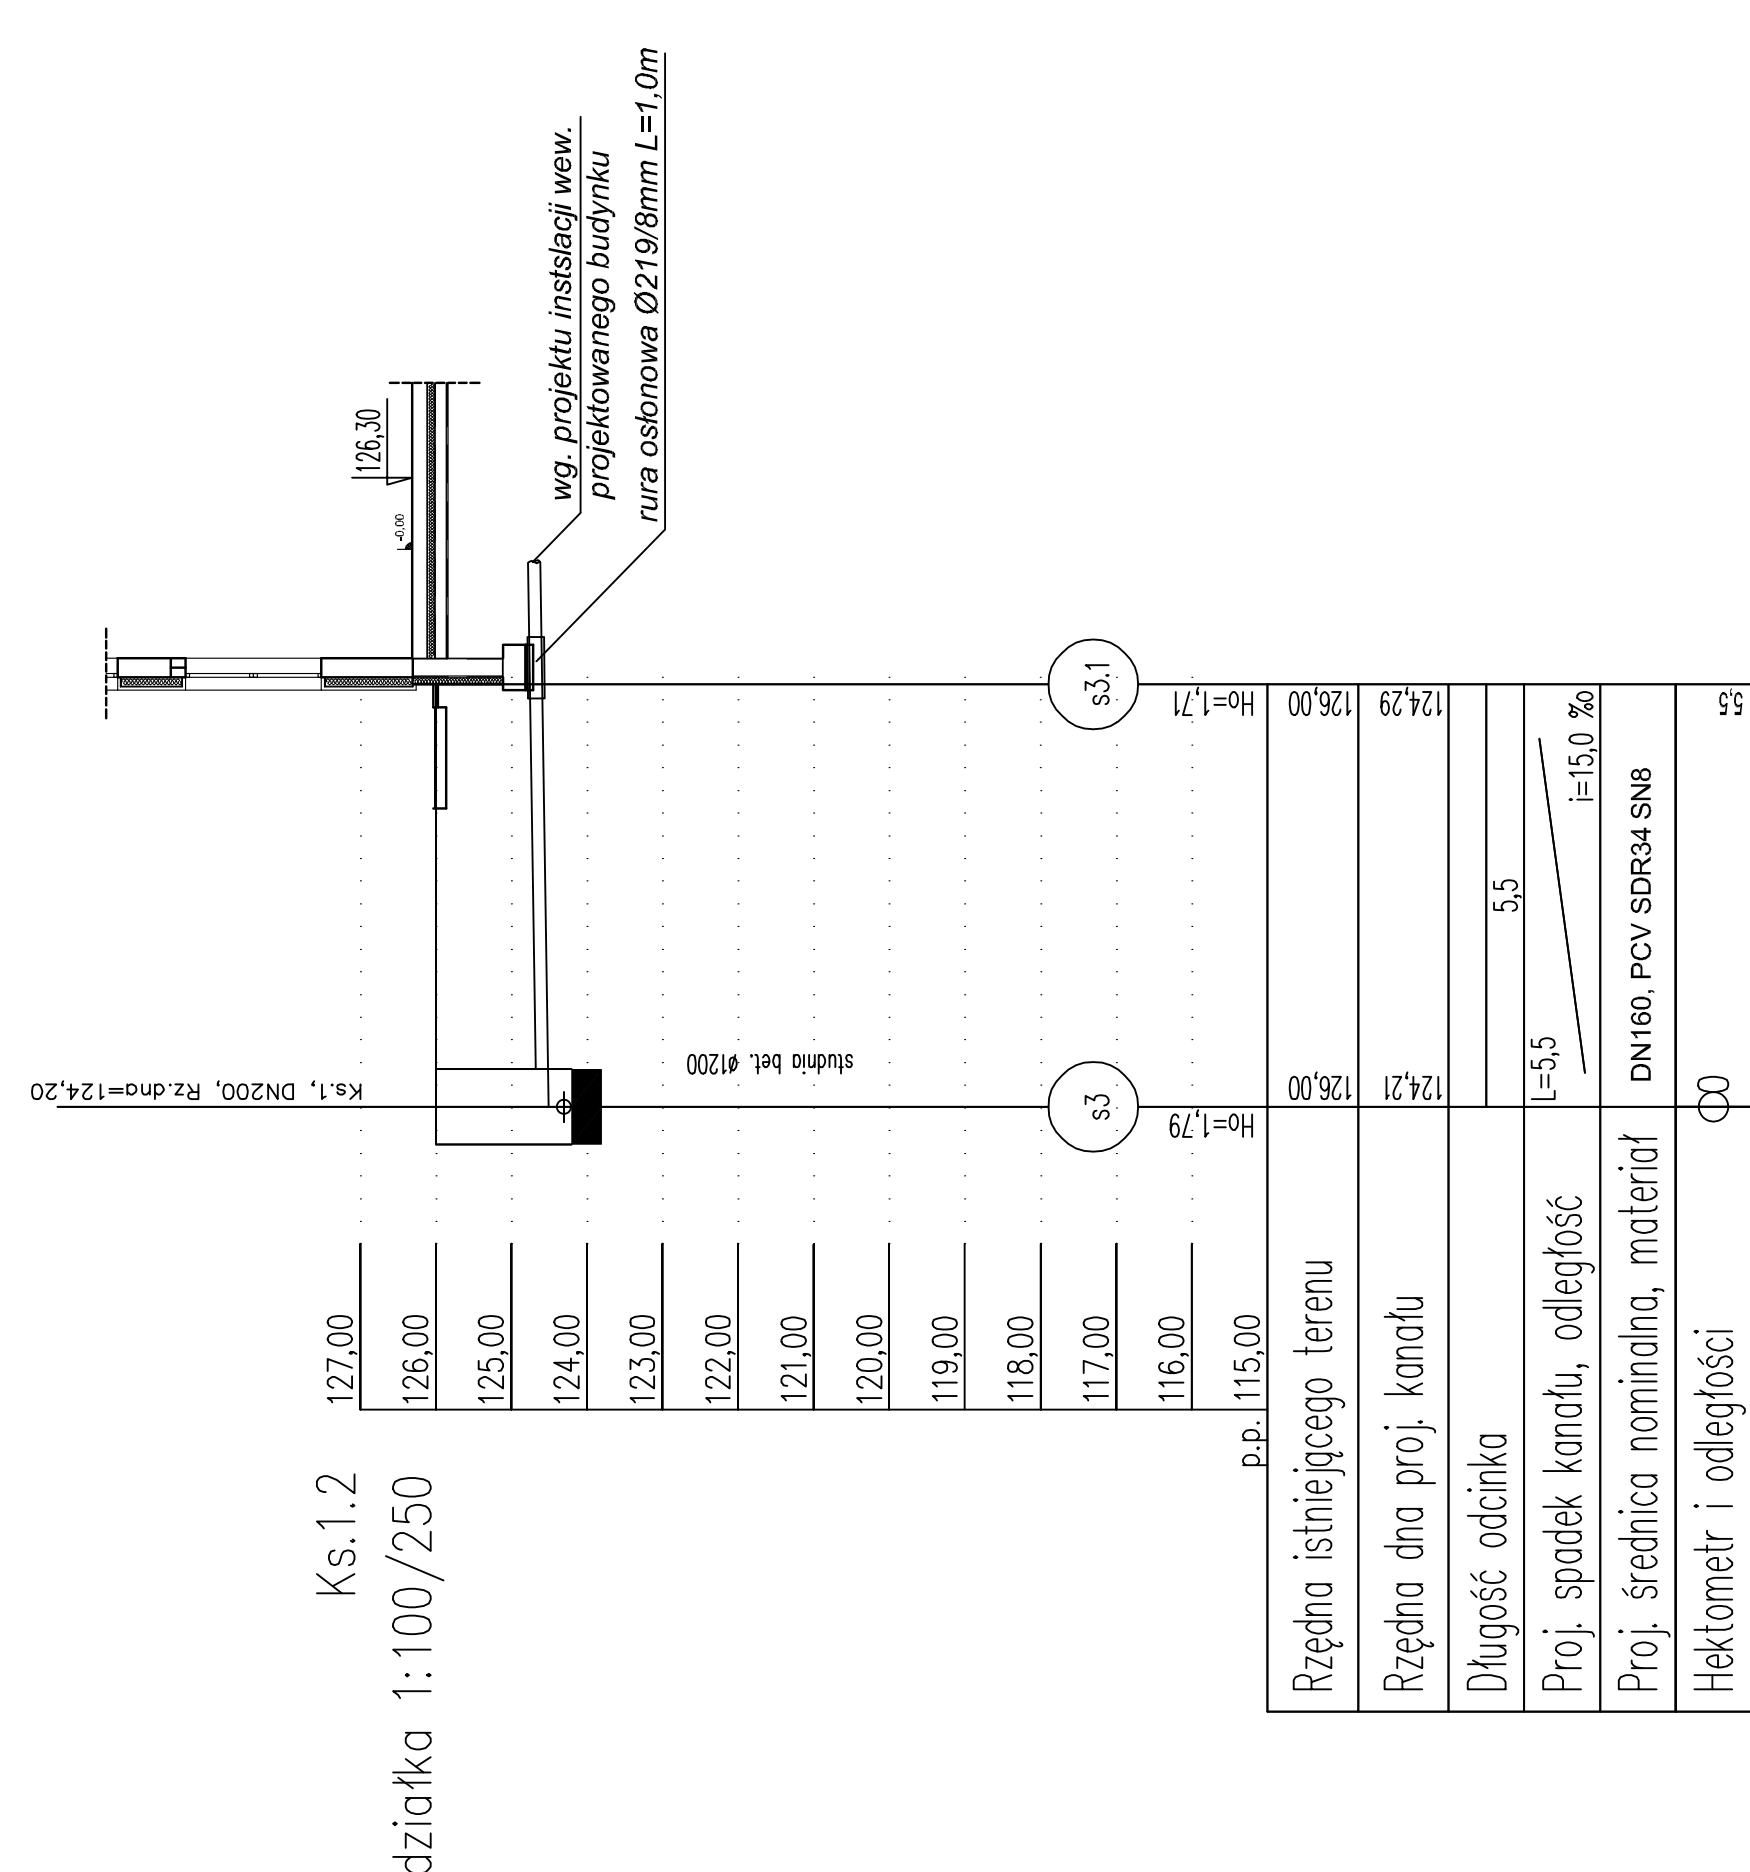 Ks.1.2
działka 1:100/250
Ks.1, DN200, Rz.dna=124,20
127,00
126,00
125,00
124,00
123,00
122,00
121,00
120,00
119,00
118,00
117,00
116,00
p.p. 115,00
126,30
-0,00
wg. projektu instslacji wew.
projektowanego budynku
rura osłonowa Ø219/8mm L=1,0m
studnia bet. Ø1200
s3
s3.1
Ho=1,79
Ho=1,71
Rzędna istniejącego terenu
126,00
126,00
Rzędna dna proj. kanału
124,21
124,29
Długość odcinka
5,5
Proj. spadek kanału, odległość
L=5,5
i=15,0 ‰
Proj. średnica nominalna, materiał
DN160, PCV SDR34 SN8
Hektometr i odległości
00
5,5